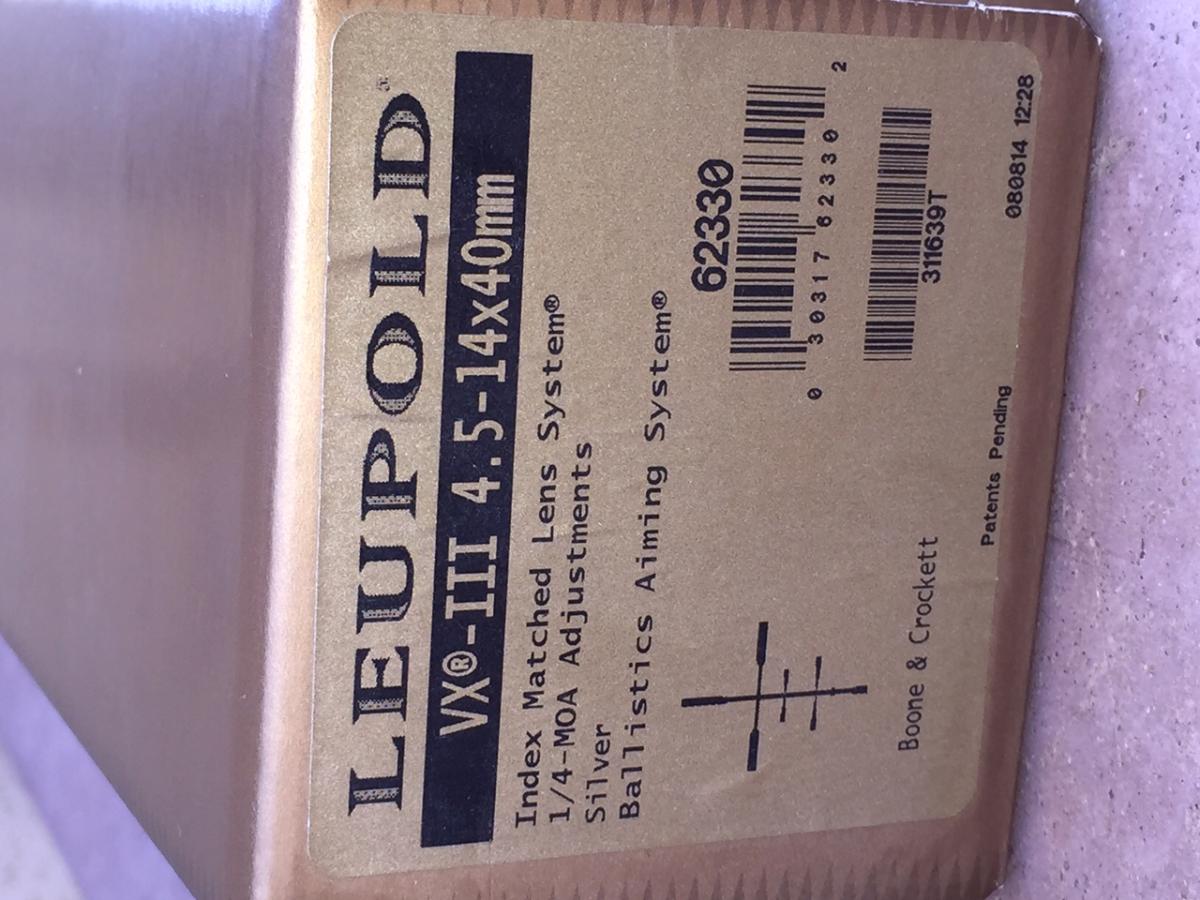 LEUPOLD®
VX®-III 4.5-14x40mm
Index Matched Lens System®
1/4-MOA Adjustments
Silver
Ballistics Aiming System®
62330
0 30317 62330 2
311639T
Boone & Crockett
Patents Pending
080814 12:28